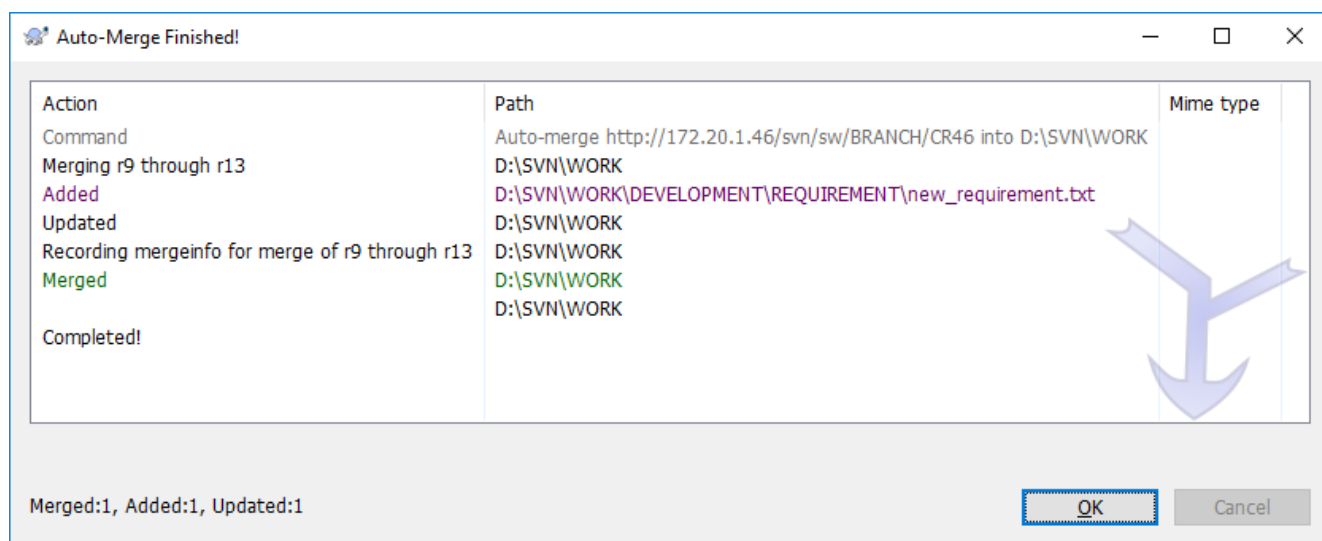 Auto-Merge Finished!
Action Path Mime type
Command Auto-merge http://172.20.1.46/svn/sw/BRANCH/CR46 into D:\SVN\WORK
Merging r9 through r13 D:\SVN\WORK
Added D:\SVN\WORK\DEVELOPMENT\REQUIREMENT\new_requirement.txt
Updated D:\SVN\WORK
Recording mergeinfo for merge of r9 through r13 D:\SVN\WORK
Merged D:\SVN\WORK
D:\SVN\WORK
Completed!
Merged:1, Added:1, Updated:1 OK Cancel